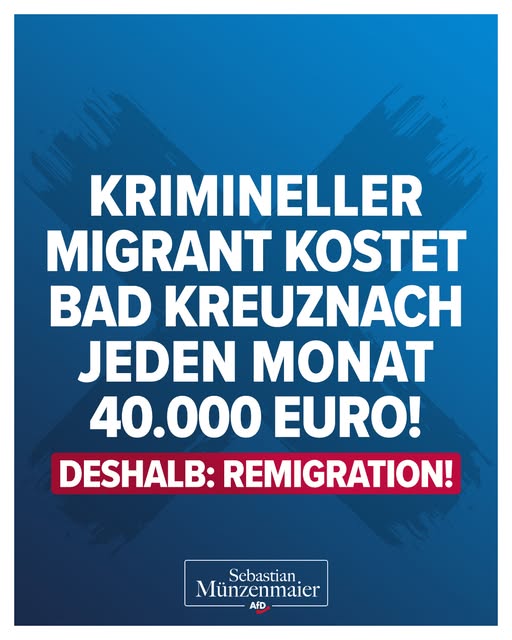 KRIMINELLER
MIGRANT KOSTET
BAD KREUZNACH
JEDEN MONAT
40.000 EURO!
DESHALB: REMIGRATION!
Sebastian
Münzenmaier
AfD